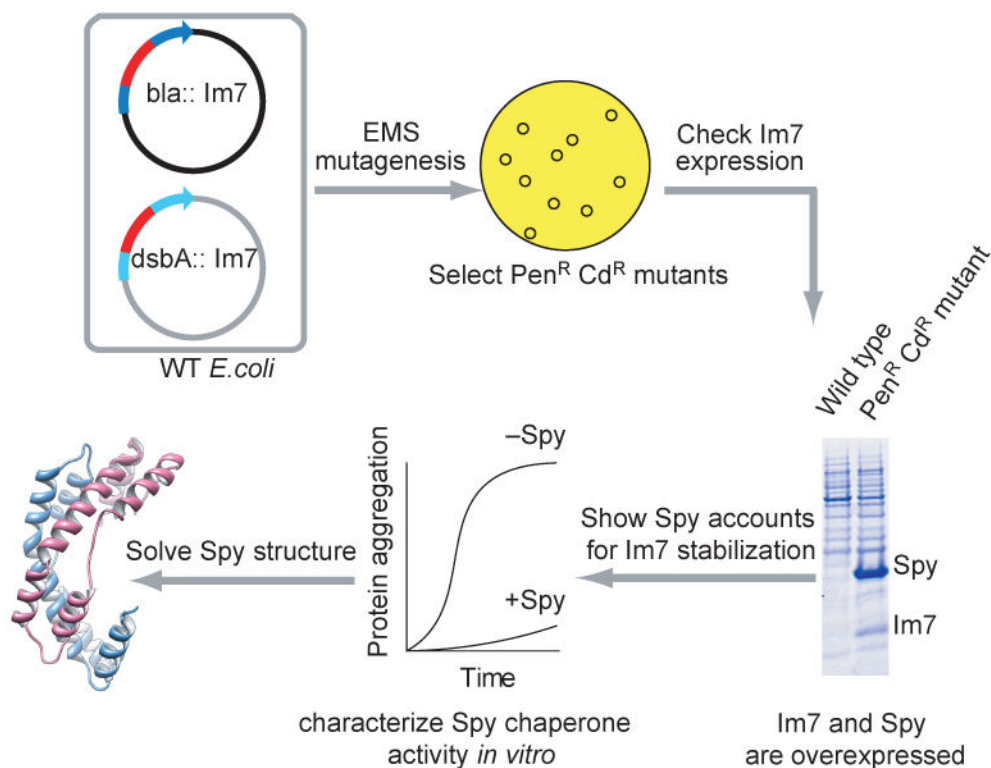 bla:: Im7
dsbA:: Im7
WT E.coli
EMS
mutagenesis
Select Pen^R Cd^R mutants
Check Im7
expression
Wild type
Pen^R Cd^R mutant
Spy
Im7
Im7 and Spy
are overexpressed
Show Spy accounts
for Im7 stabilization
Protein aggregation
–Spy
+Spy
Time
characterize Spy chaperone
activity in vitro
Solve Spy structure